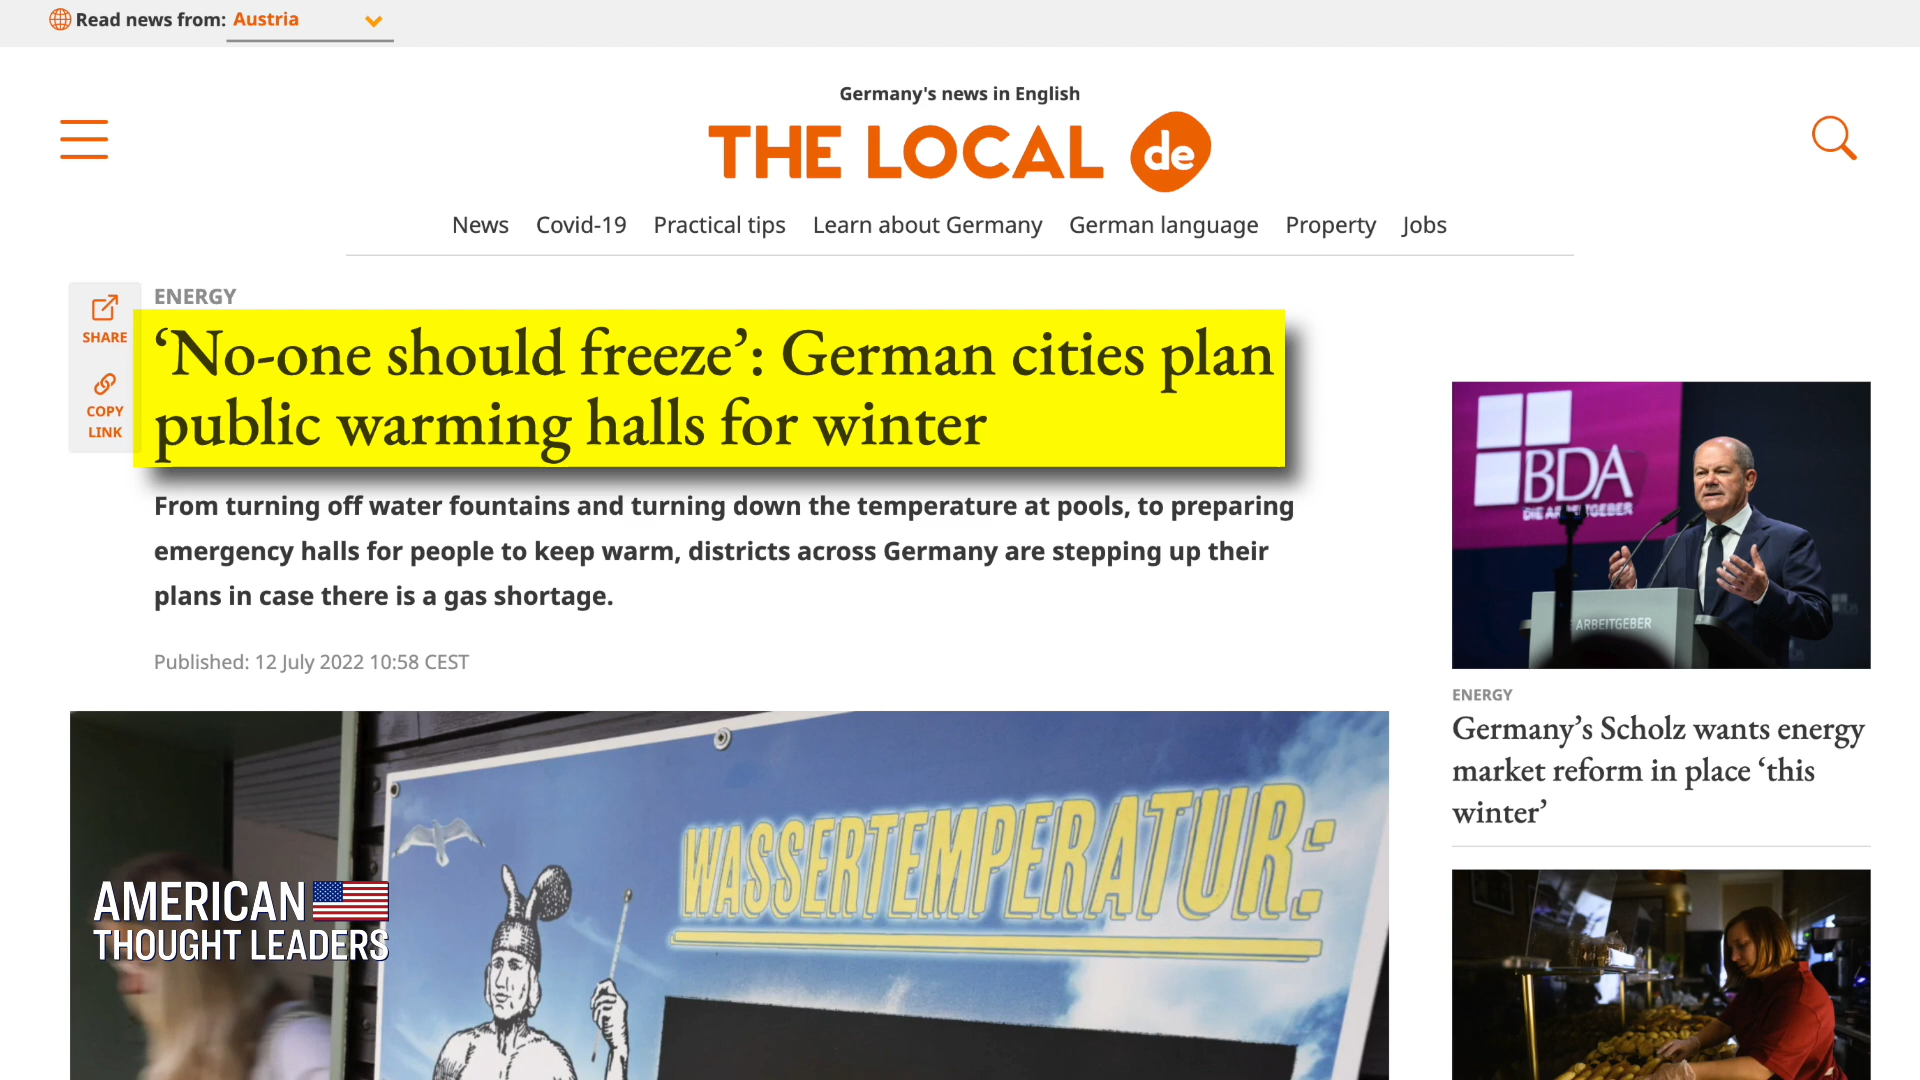 Read news from: Austria
Germany's news in English
THE LOCAL de
News Covid-19 Practical tips Learn about Germany German language Property Jobs
SHARE
COPY
LINK
ENERGY
‘No-one should freeze’: German cities plan
public warming halls for winter
From turning off water fountains and turning down the temperature at pools, to preparing
emergency halls for people to keep warm, districts across Germany are stepping up their
plans in case there is a gas shortage.
Published: 12 July 2022 10:58 CEST
WASSERTEMPERATUR:
AMERICAN
THOUGHT LEADERS
BDA
DIE ARBEITGEBER
ARBEITGEBER
ENERGY
Germany’s Scholz wants energy
market reform in place ‘this
winter’